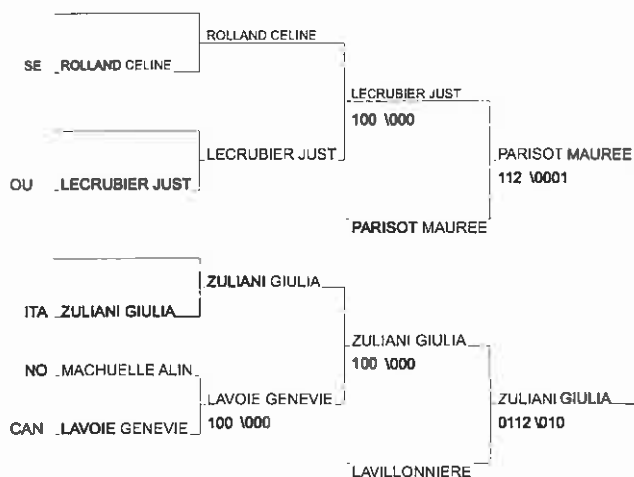 ROLLAND CELINE
SE ROLLAND CELINE
LECRUBIER JUST
100 \000
LECRUBIER JUST
PARISOT MAUREE
112 \0001
OU LECRUBIER JUST
PARISOT MAUREE
ZULIANI GIULIA
ITA ZULIANI GIULIA
ZULIANI GIULIA
100 \000
NO MACHUELLE ALIN
LAVOIE GENEVIE
100 \000
ZULIANI GIULIA
0112 \010
CAN LAVOIE GENEVIE
LAVILLONNIERE